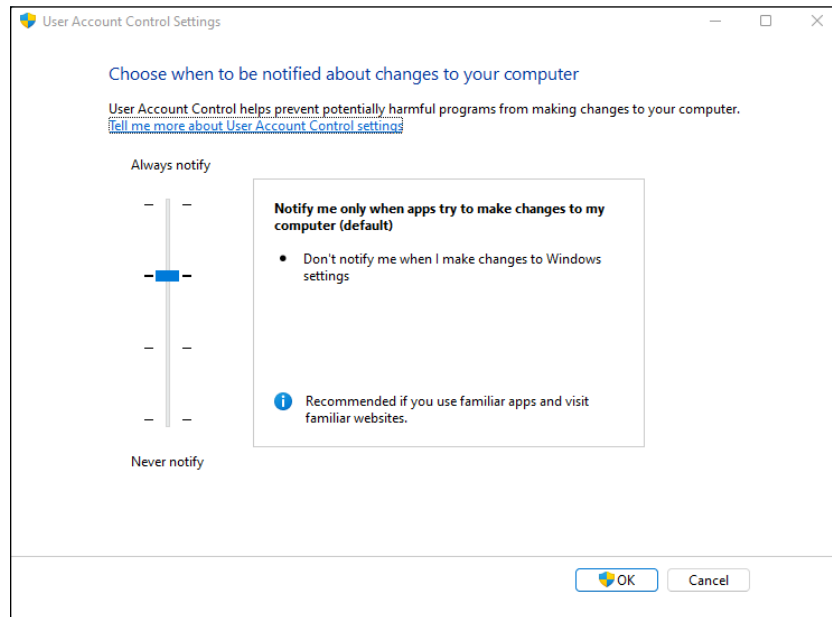 User Account Control Settings
Choose when to be notified about changes to your computer
User Account Control helps prevent potentially harmful programs from making changes to your computer.
Tell me more about User Account Control settings
Always notify
Notify me only when apps try to make changes to my
computer (default)
• Don't notify me when I make changes to Windows
settings
Recommended if you use familiar apps and visit
familiar websites.
Never notify
OK Cancel